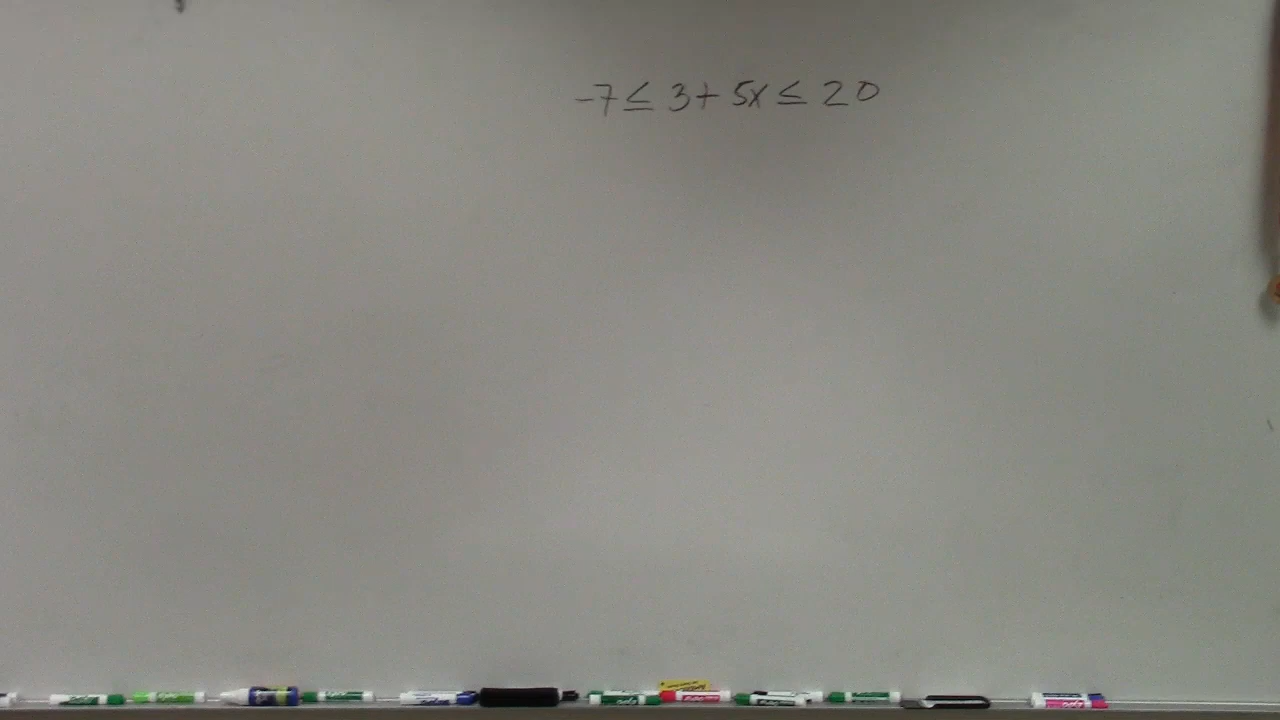 -7 ≤ 3 + 5x ≤ 20